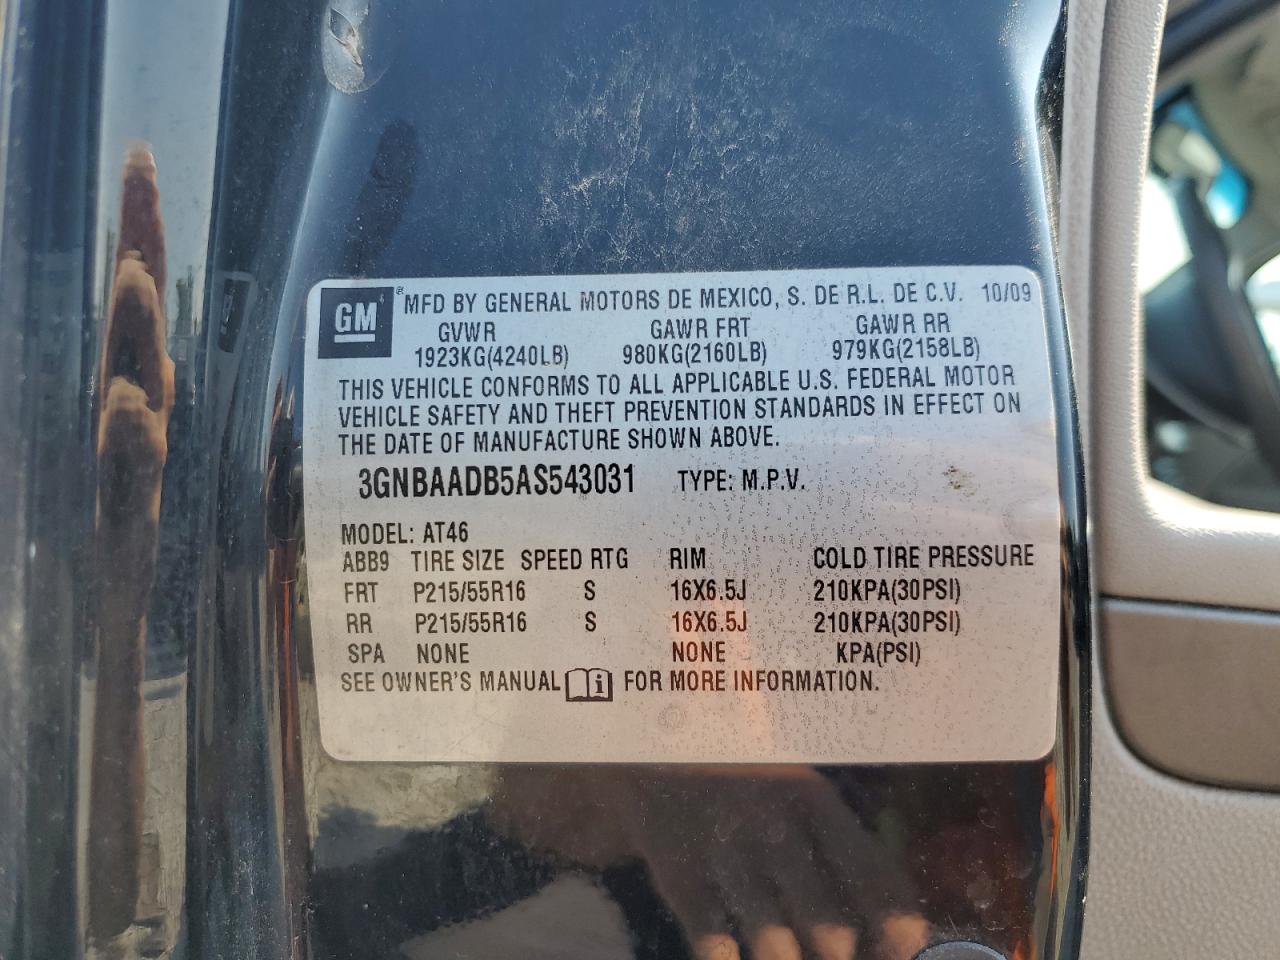 GM ® MFD BY GENERAL MOTORS DE MEXICO, S. DE R.L. DE C.V. 10/09
GVWR GAWR FRT GAWR RR
1923KG(4240LB) 980KG(2160LB) 979KG(2158LB)
THIS VEHICLE CONFORMS TO ALL APPLICABLE U.S. FEDERAL MOTOR
VEHICLE SAFETY AND THEFT PREVENTION STANDARDS IN EFFECT ON
THE DATE OF MANUFACTURE SHOWN ABOVE.
3GNBAADB5AS543031 TYPE: M.P.V.
MODEL: AT46
ABB9 TIRE SIZE SPEED RTG RIM COLD TIRE PRESSURE
FRT P215/55R16 S 16X6.5J 210KPA(30PSI)
RR P215/55R16 S 16X6.5J 210KPA(30PSI)
SPA NONE NONE KPA(PSI)
SEE OWNER'S MANUAL i FOR MORE INFORMATION.